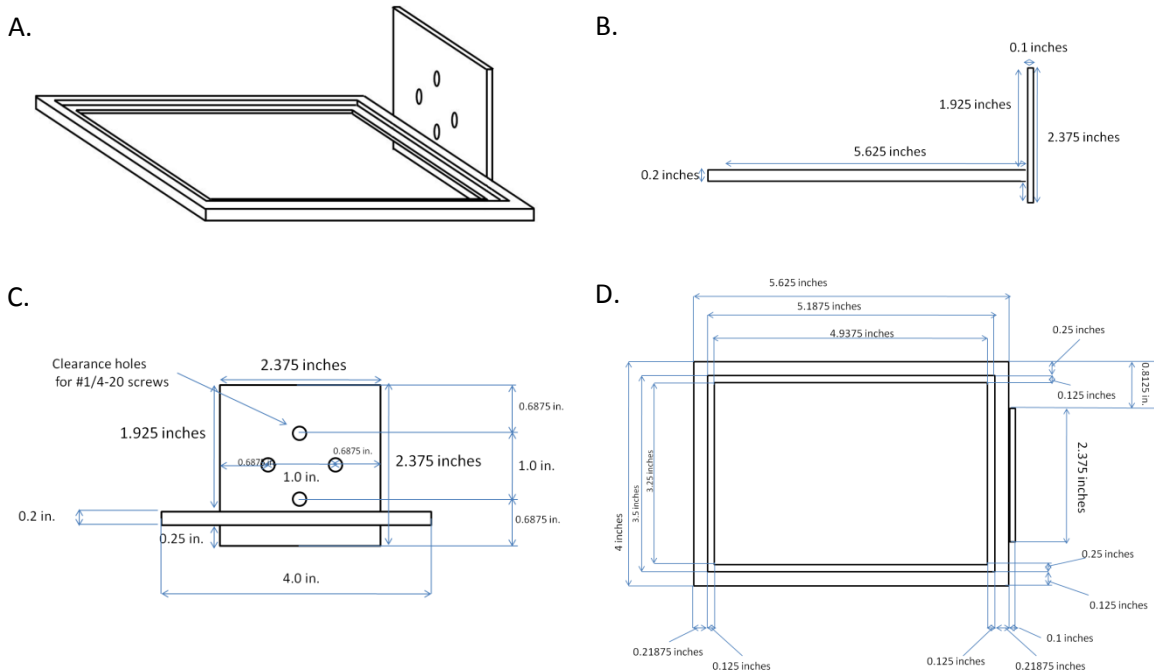 A.
B.
0.1 inches
1.925 inches
2.375 inches
5.625 inches
0.2 inches
C.
Clearance holes
for #1/4-20 screws
2.375 inches
0.6875 in.
1.925 inches
0.6875 in.
0.6875 in.
2.375 inches
1.0 in.
1.0 in.
0.2 in.
0.25 in.
0.6875 in.
4.0 in.
D.
5.625 inches
5.1875 inches
4.9375 inches
0.25 inches
0.8125 in.
0.125 inches
4 inches
3.5 inches
3.25 inches
2.375 inches
0.25 inches
0.125 inches
0.1 inches
0.21875 inches
0.125 inches
0.125 inches
0.21875 inches